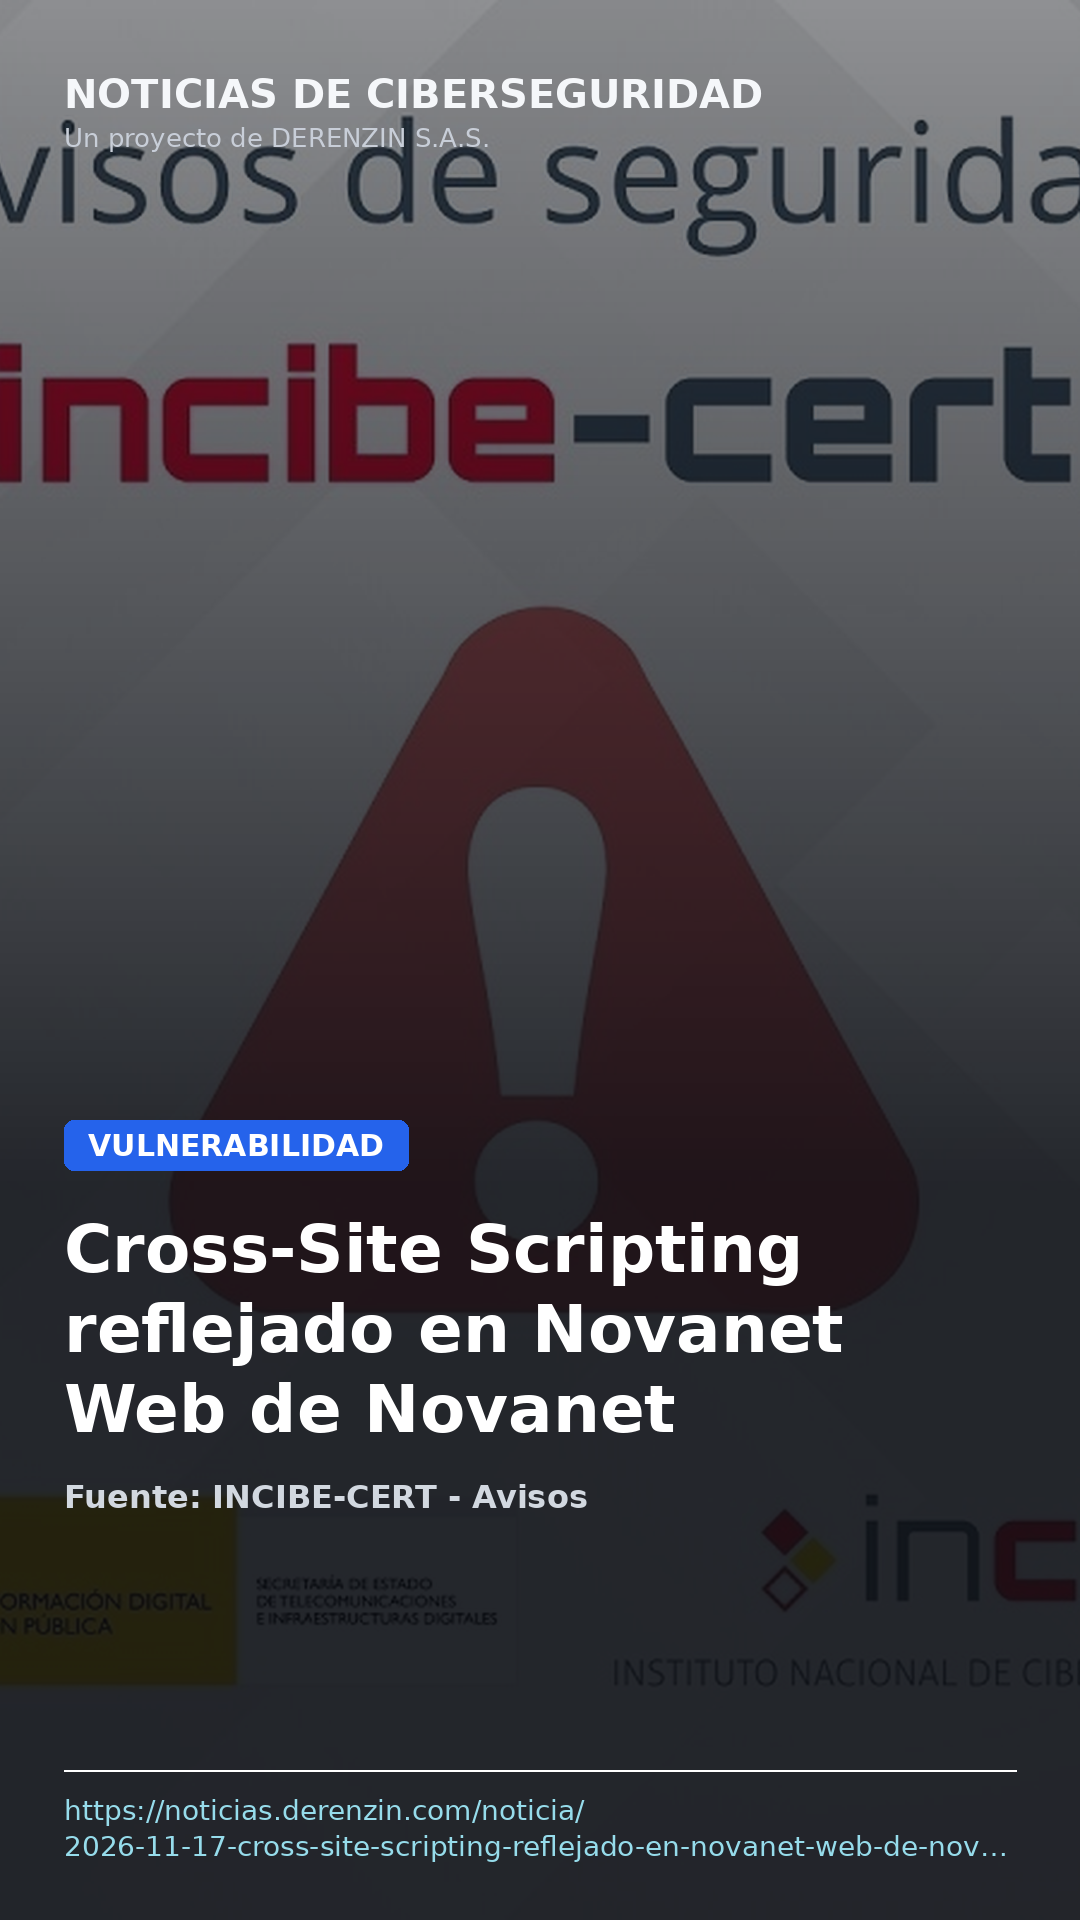 NOTICIAS DE CIBERSEGURIDAD
Un proyecto de DERENZIN S.A.S.
visos de segurida
incibe-cert
VULNERABILIDAD
Cross-Site Scripting
reflejado en Novanet
Web de Novanet
Fuente: INCIBE-CERT - Avisos
ORMACIÓN DIGITAL
N PÚBLICA
SECRETARÍA DE ESTADO
DE TELECOMUNICACIONES
E INFRAESTRUCTURAS DIGITALES
inc
INSTITUTO NACIONAL DE CIB
https://noticias.derenzin.com/noticia/
2026-11-17-cross-site-scripting-reflejado-en-novanet-web-de-nov...